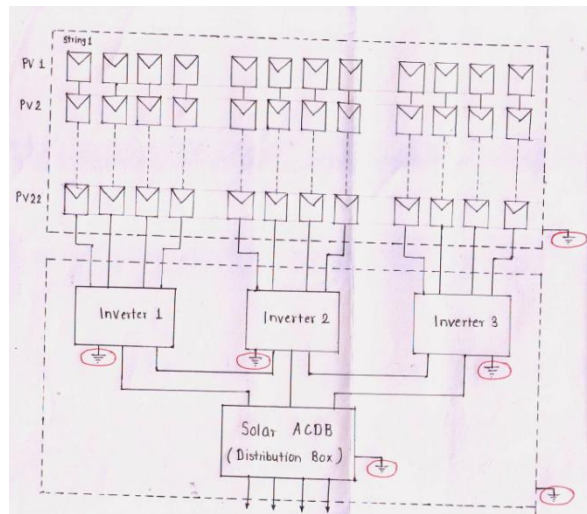 String 1
PV 1
PV 2
PV 22
Inverter 1
Inverter 2
Inverter 3
Solar ACDB
(Distribution Box)